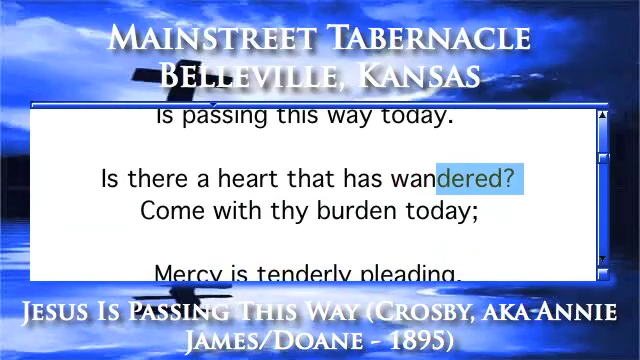 Mainstreet Tabernacle
Belleville, Kansas
Is passing this way today.
Is there a heart that has wandered?
Come with thy burden today;
Mercy is tenderly pleading,
Jesus Is Passing This Way (Crosby, aka Annie
James/Doane - 1895)